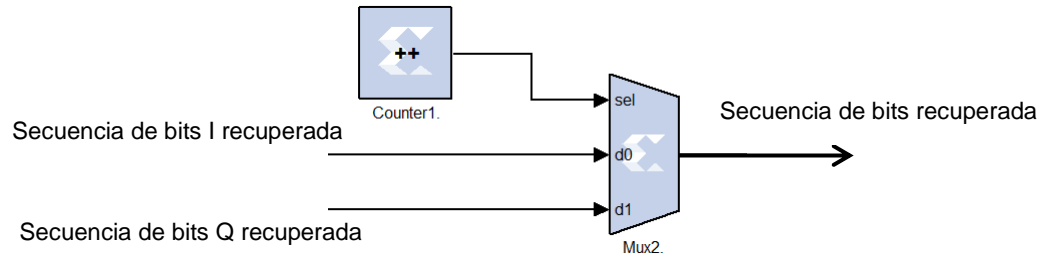 ++
Counter1.
sel
Secuencia de bits recuperada
Secuencia de bits I recuperada
d0
d1
Secuencia de bits Q recuperada
Mux2.